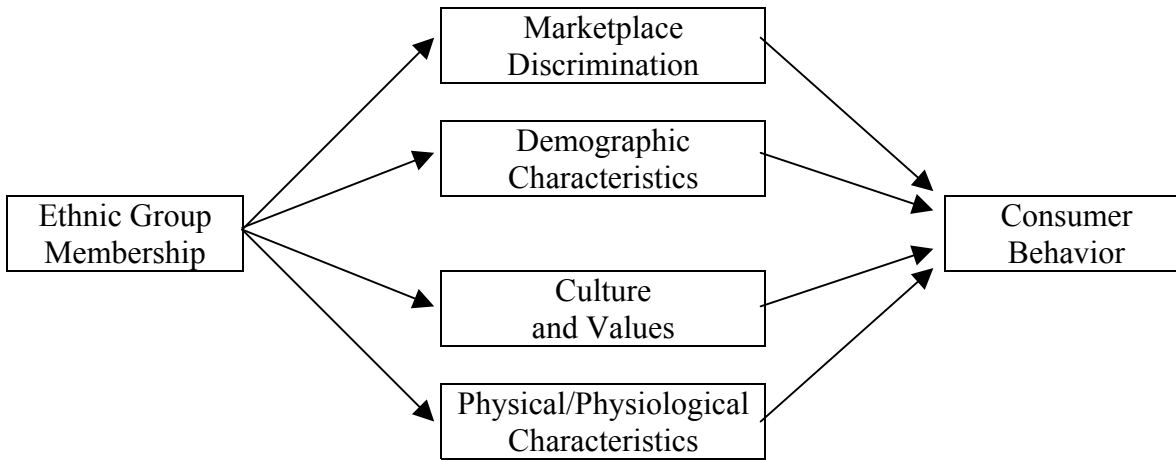 Marketplace
Discrimination
Demographic
Characteristics
Ethnic Group
Membership
Consumer
Behavior
Culture
and Values
Physical/Physiological
Characteristics